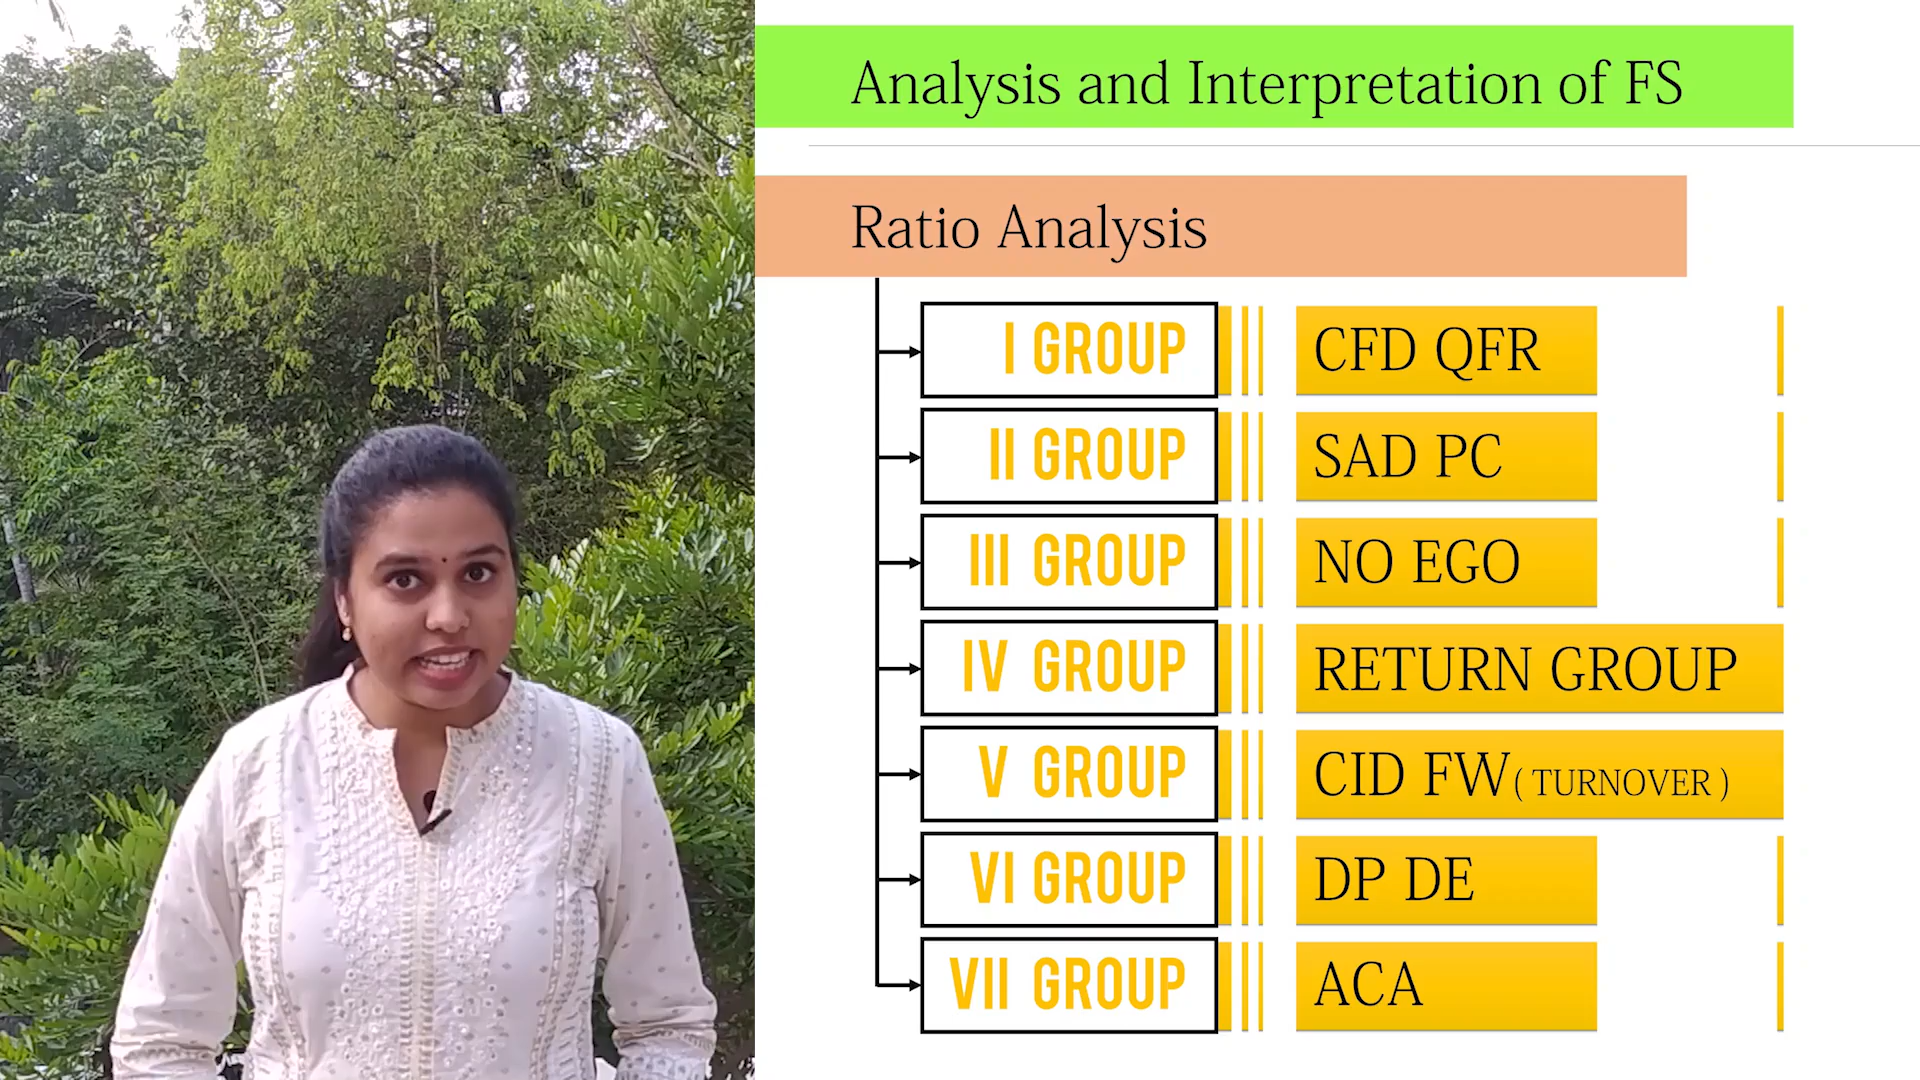 Analysis and Interpretation of FS
Ratio Analysis
I GROUP CFD QFR
II GROUP SAD PC
III GROUP NO EGO
IV GROUP RETURN GROUP
V GROUP CID FW( TURNOVER )
VI GROUP DP DE
VII GROUP ACA